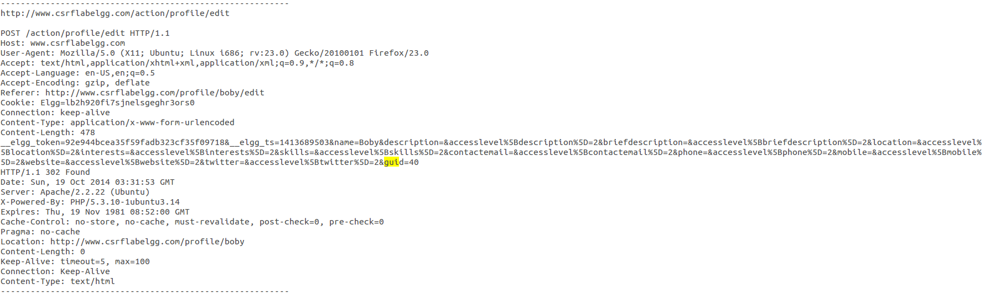 ----------------------------------------------------------
http://www.csrflabelgg.com/action/profile/edit
POST /action/profile/edit HTTP/1.1
Host: www.csrflabelgg.com
User-Agent: Mozilla/5.0 (X11; Ubuntu; Linux i686; rv:23.0) Gecko/20100101 Firefox/23.0
Accept: text/html,application/xhtml+xml,application/xml;q=0.9,*/*;q=0.8
Accept-Language: en-US,en;q=0.5
Accept-Encoding: gzip, deflate
Referer: http://www.csrflabelgg.com/profile/boby/edit
Cookie: Elgg=lb2h920fi7sjnelsgeghr3ors0
Connection: keep-alive
Content-Type: application/x-www-form-urlencoded
Content-Length: 478
__elgg_token=92e944bcea35f59fadb323cf35f09718&__elgg_ts=1413689503&name=Boby&description=&accesslevel%5Bdescription%5D=2&briefdescription=&accesslevel%5Bbriefdescription%5D=2&location=&accesslevel%
5Blocation%5D=2&interests=&accesslevel%5Binterests%5D=2&skills=&accesslevel%5Bskills%5D=2&contactemail=&accesslevel%5Bcontactemail%5D=2&phone=&accesslevel%5Bphone%5D=2&mobile=&accesslevel%5Bmobile%
5D=2&website=&accesslevel%5Bwebsite%5D=2&twitter=&accesslevel%5Btwitter%5D=2&guid=40
HTTP/1.1 302 Found
Date: Sun, 19 Oct 2014 03:31:53 GMT
Server: Apache/2.2.22 (Ubuntu)
X-Powered-By: PHP/5.3.10-1ubuntu3.14
Expires: Thu, 19 Nov 1981 08:52:00 GMT
Cache-Control: no-store, no-cache, must-revalidate, post-check=0, pre-check=0
Pragma: no-cache
Location: http://www.csrflabelgg.com/profile/boby
Content-Length: 0
Keep-Alive: timeout=5, max=100
Connection: Keep-Alive
Content-Type: text/html
----------------------------------------------------------